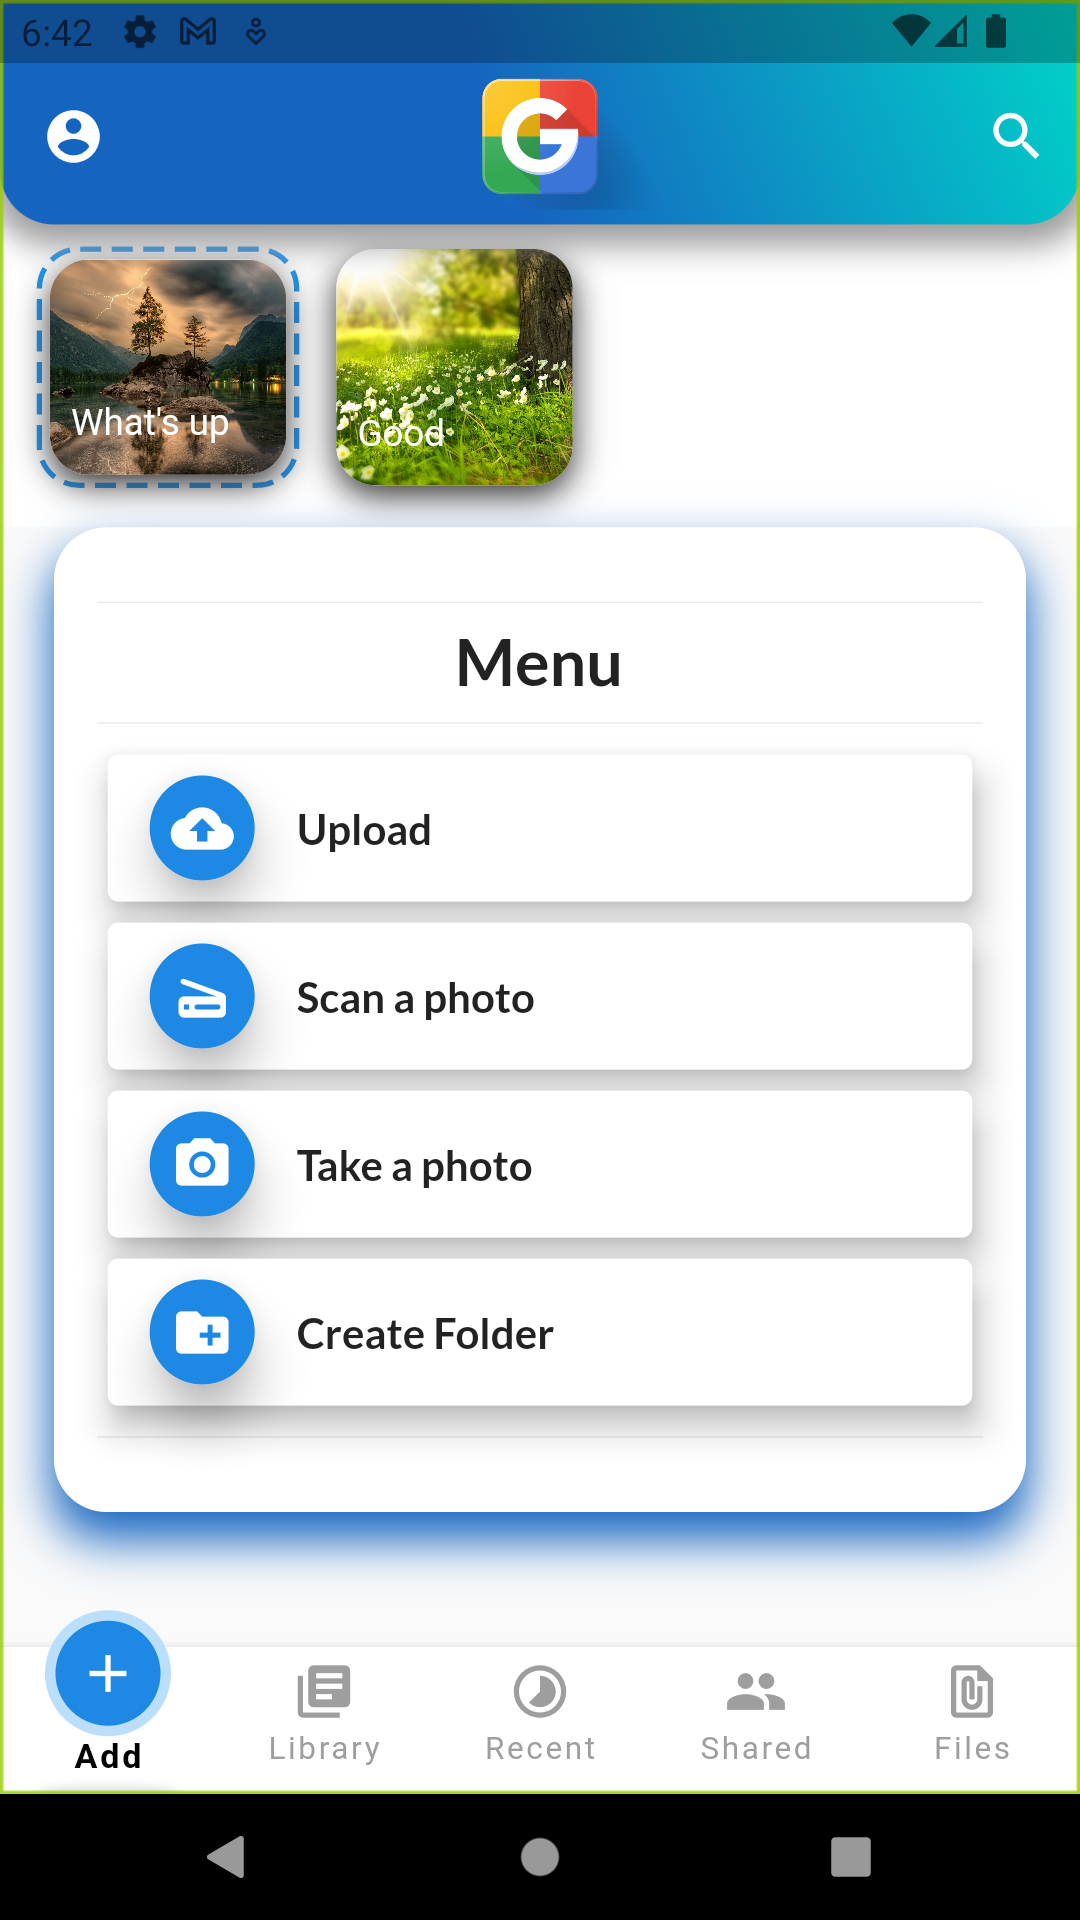 6:42
G
What's up
Good
Menu
Upload
Scan a photo
Take a photo
Create Folder
Add
Library
Recent
Shared
Files